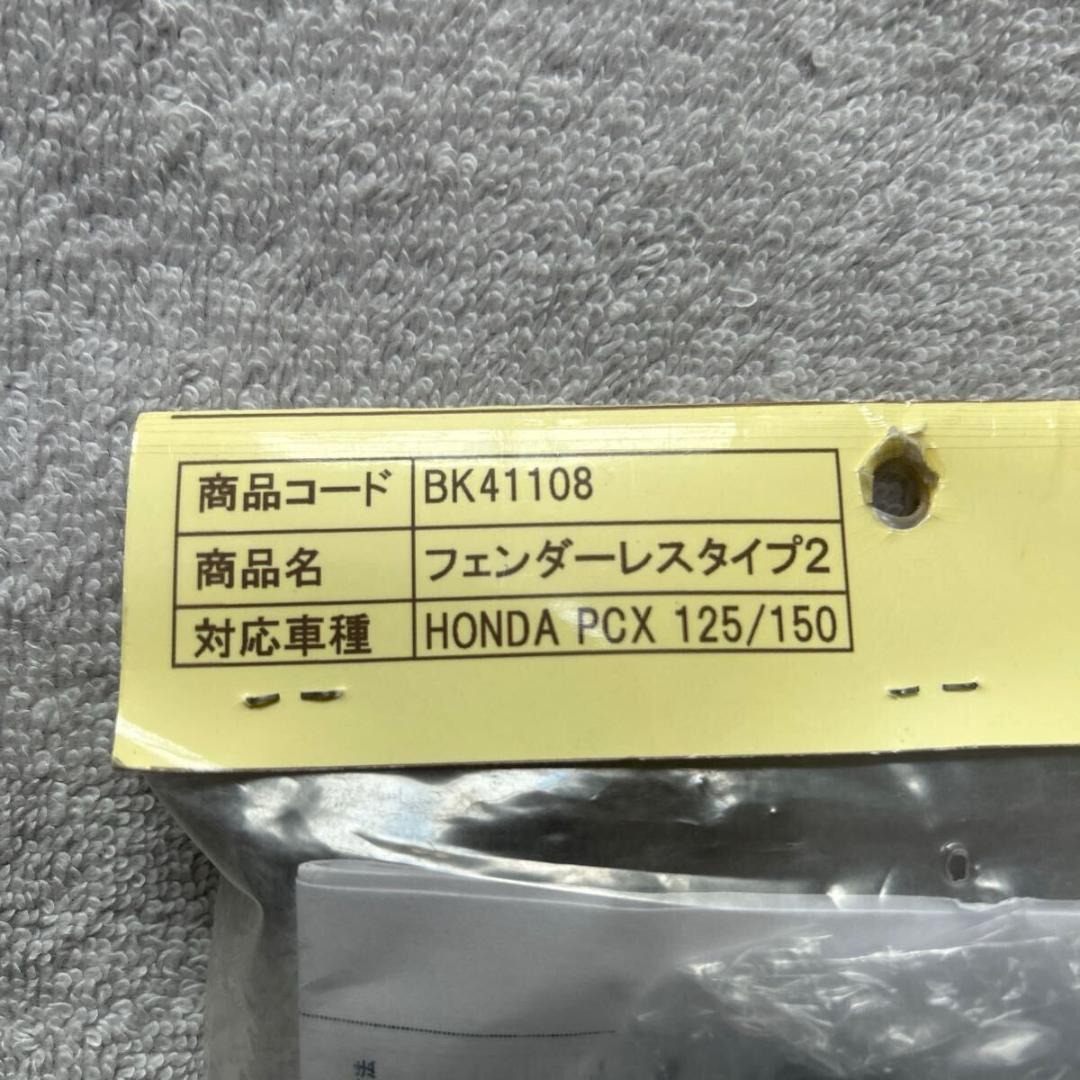 商品コード BK41108
商品名 フェンダーレスタイプ2
対応車種 HONDA PCX 125/150
法